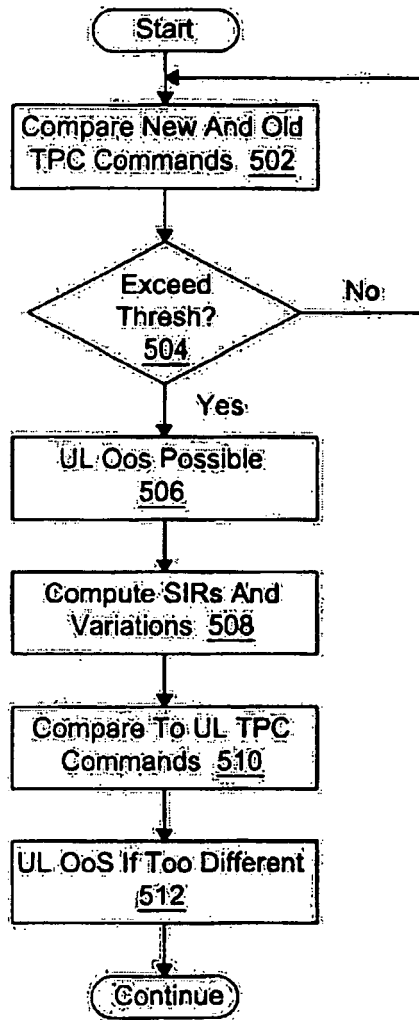 Start
Compare New And Old
TPC Commands 502
Exceed
Thresh?
504
No
Yes
UL Oos Possible
506
Compute SIRs And
Variations 508
Compare To UL TPC
Commands 510
UL OoS If Too Different
512
Continue